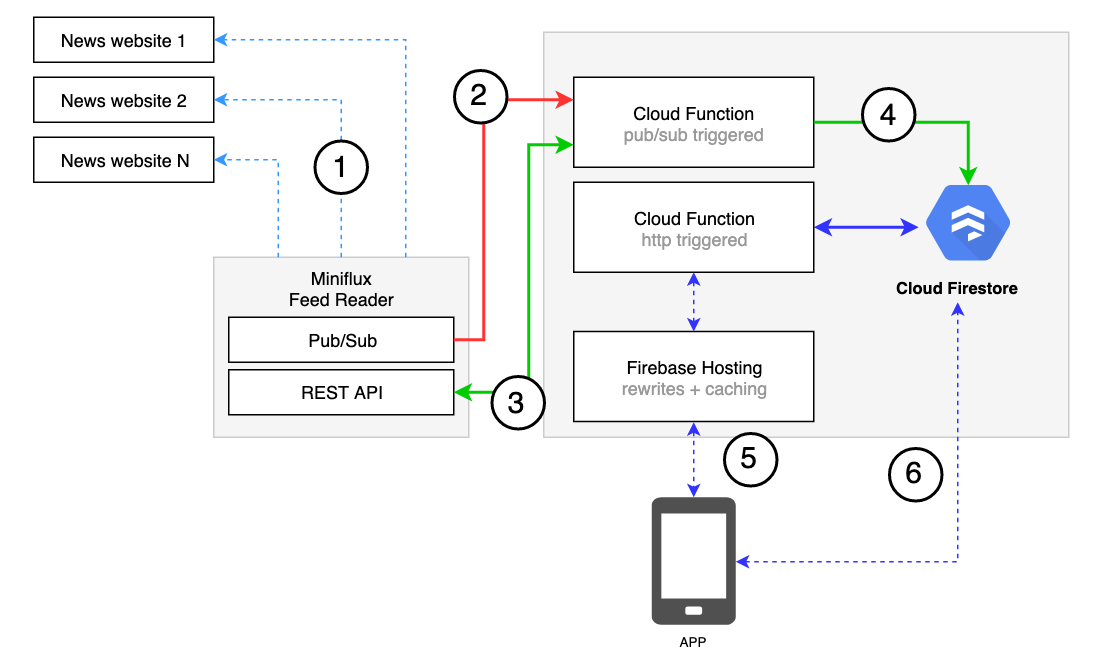 News website 1
News website 2
News website N
1
2
Cloud Function
pub/sub triggered
4
Cloud Function
http triggered
Cloud Firestore
Miniflux
Feed Reader
Pub/Sub
REST API
3
Firebase Hosting
rewrites + caching
5
6
APP